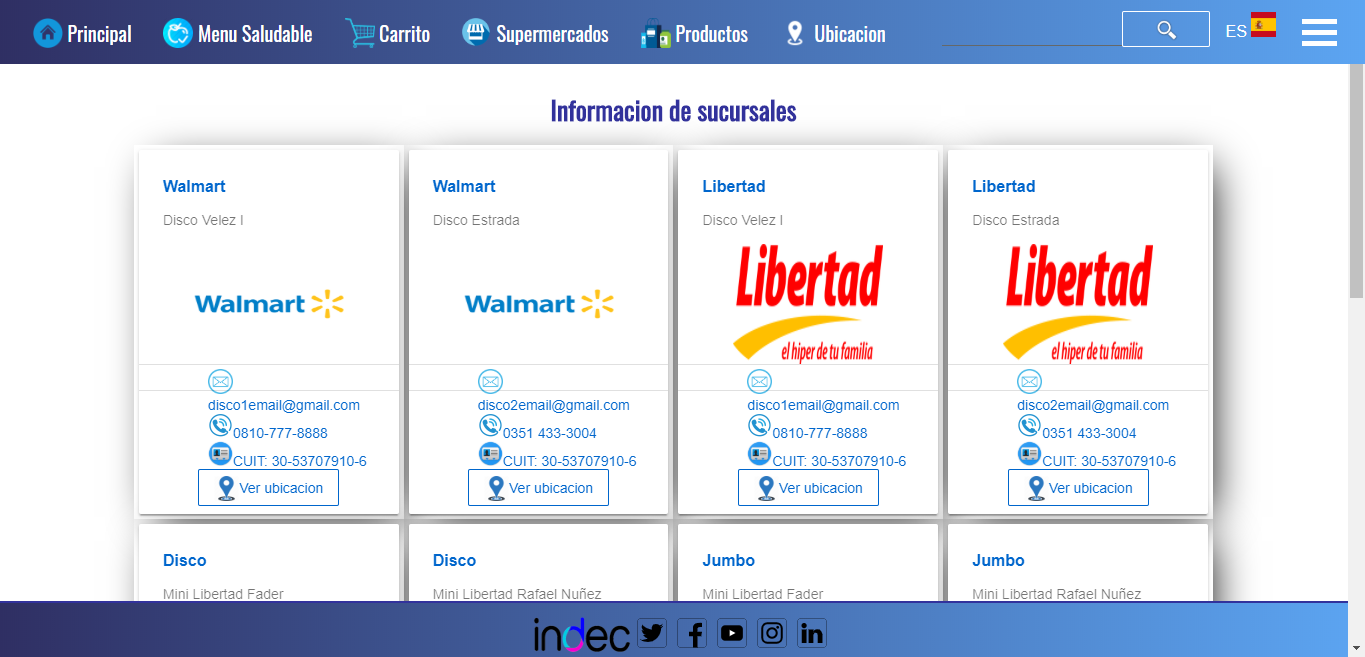 Principal Menu Saludable Carrito Supermercados Productos Ubicacion ES
Informacion de sucursales
Walmart
Disco Velez I
Walmart
disco1email@gmail.com
0810-777-8888
CUIT: 30-53707910-6
Ver ubicacion
Walmart
Disco Estrada
Walmart
disco2email@gmail.com
0351 433-3004
CUIT: 30-53707910-6
Ver ubicacion
Libertad
Disco Velez I
Libertad
el hiper de tu familia
disco1email@gmail.com
0810-777-8888
CUIT: 30-53707910-6
Ver ubicacion
Libertad
Disco Estrada
Libertad
el hiper de tu familia
disco2email@gmail.com
0351 433-3004
CUIT: 30-53707910-6
Ver ubicacion
Disco
Mini Libertad Fader
Disco
Mini Libertad Rafael Nuñez
Jumbo
Mini Libertad Fader
Jumbo
Mini Libertad Rafael Nuñez
indec